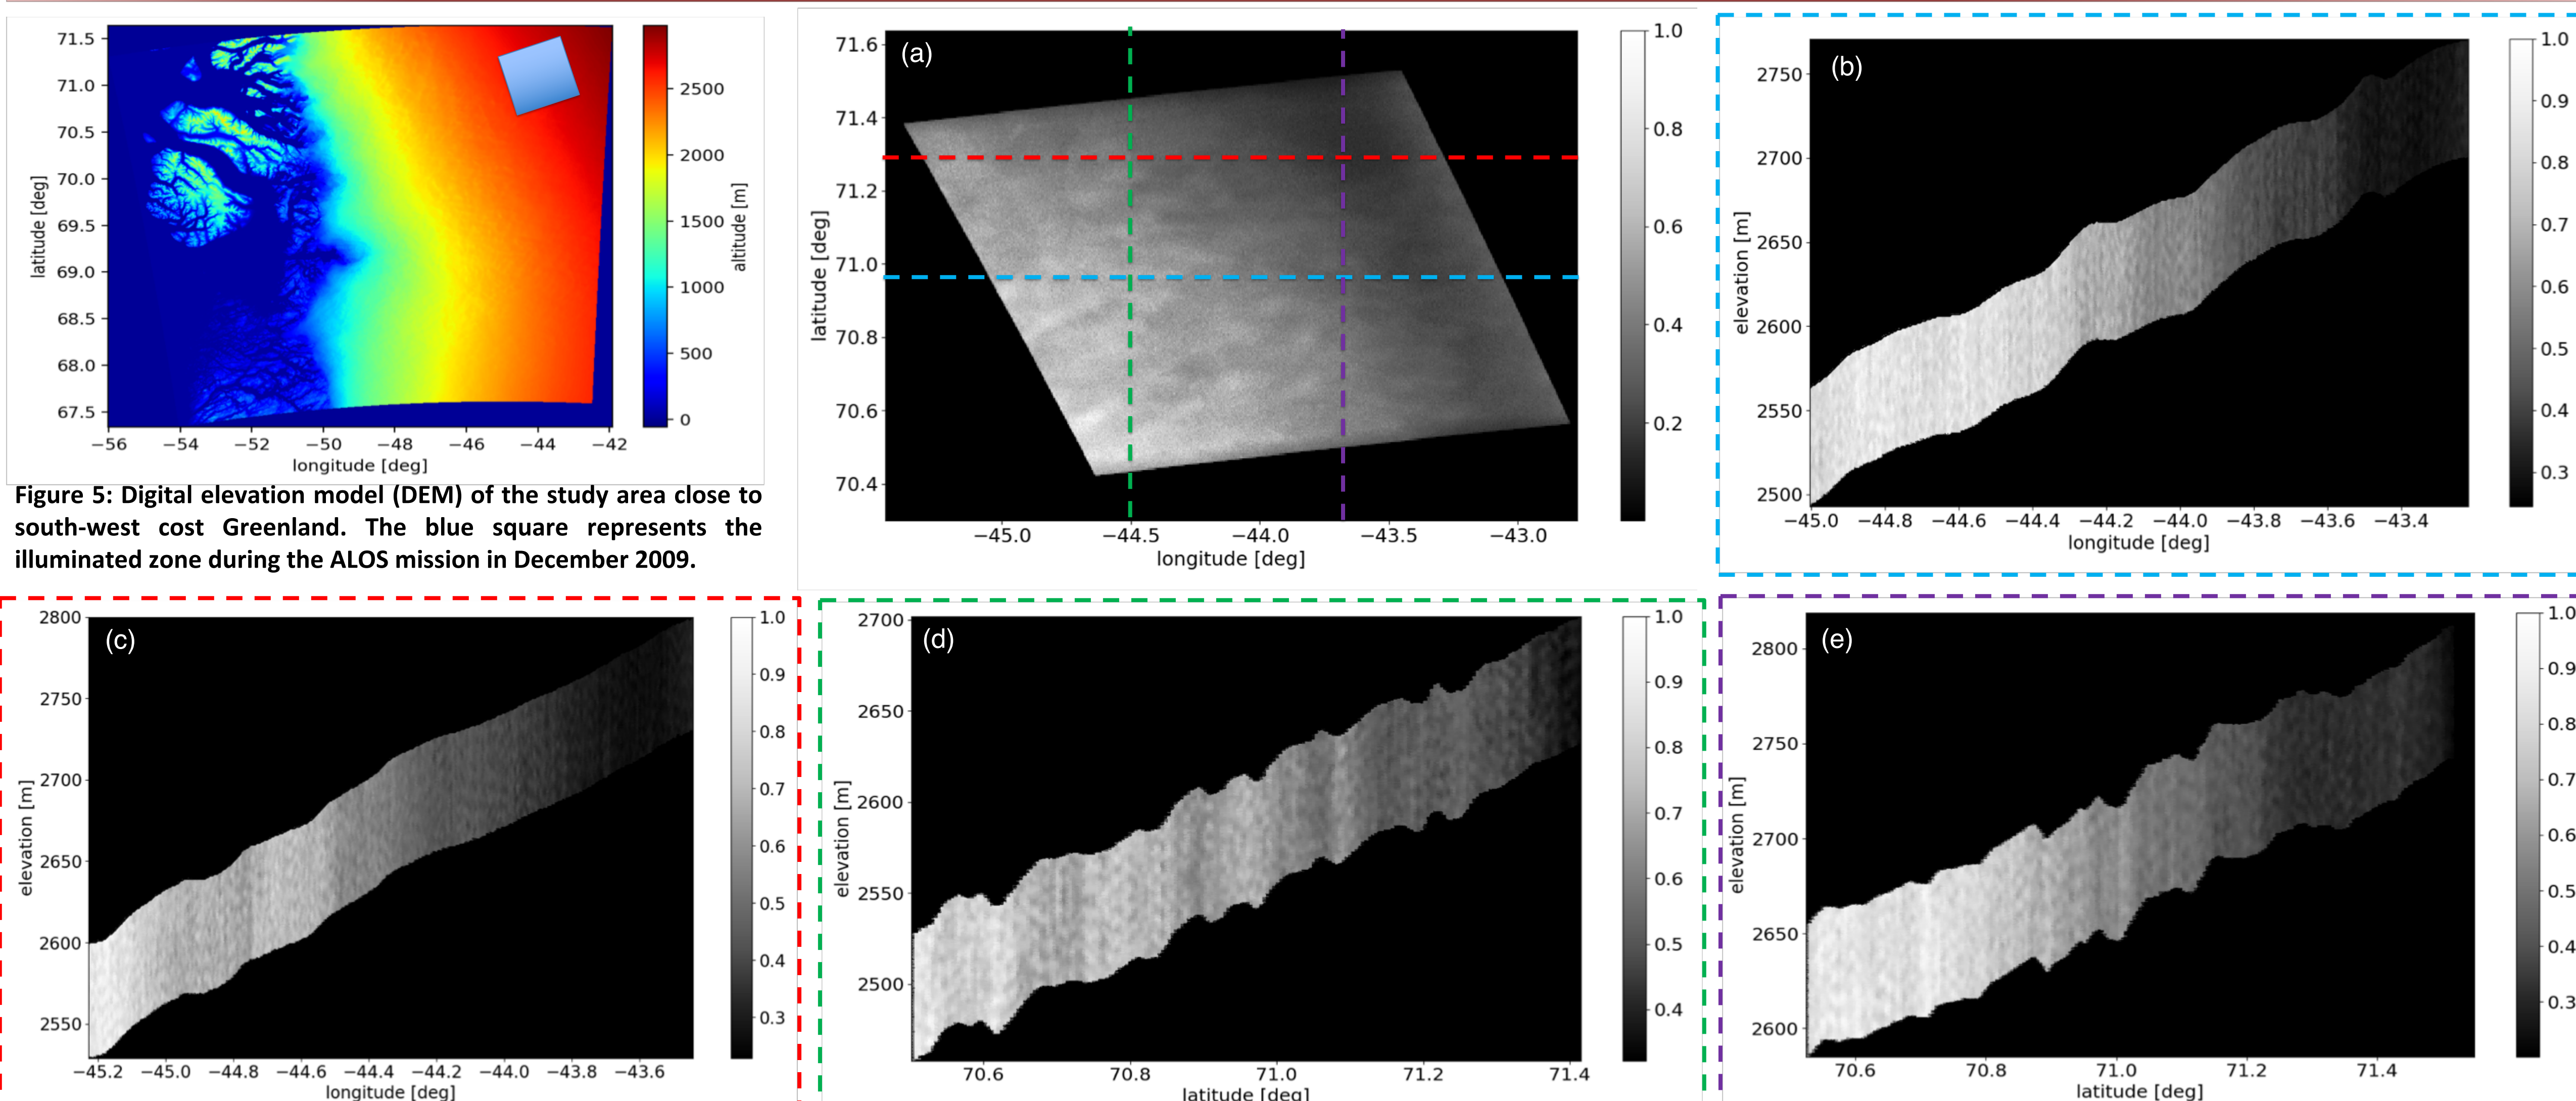 71.5
71.0
70.5
70.0
69.5
69.0
68.5
68.0
67.5
latitude [deg]
−56 −54 −52 −50 −48 −46 −44 −42
longitude [deg]
2500
2000
1500
1000
500
0
altitude [m]
Figure 5: Digital elevation model (DEM) of the study area close to
south-west cost Greenland. The blue square represents the
illuminated zone during the ALOS mission in December 2009.
(a)
71.6
71.4
71.2
71.0
70.8
70.6
70.4
latitude [deg]
−45.0 −44.5 −44.0 −43.5 −43.0
longitude [deg]
1.0
0.8
0.6
0.4
0.2
(b)
2750
2700
2650
2600
2550
2500
elevation [m]
−45.0 −44.8 −44.6 −44.4 −44.2 −44.0 −43.8 −43.6 −43.4
longitude [deg]
1.0
0.9
0.8
0.7
0.6
0.5
0.4
0.3
(c)
2800
2750
2700
2650
2600
2550
elevation [m]
−45.2 −45.0 −44.8 −44.6 −44.4 −44.2 −44.0 −43.8 −43.6
longitude [deg]
1.0
0.9
0.8
0.7
0.6
0.5
0.4
0.3
(d)
2700
2650
2600
2550
2500
elevation [m]
70.6 70.8 71.0 71.2 71.4
latitude [deg]
1.0
0.9
0.8
0.7
0.6
0.5
0.4
(e)
2800
2750
2700
2650
2600
elevation [m]
70.6 70.8 71.0 71.2 71.4
latitude [deg]
1.0
0.9
0.8
0.7
0.6
0.5
0.4
0.3